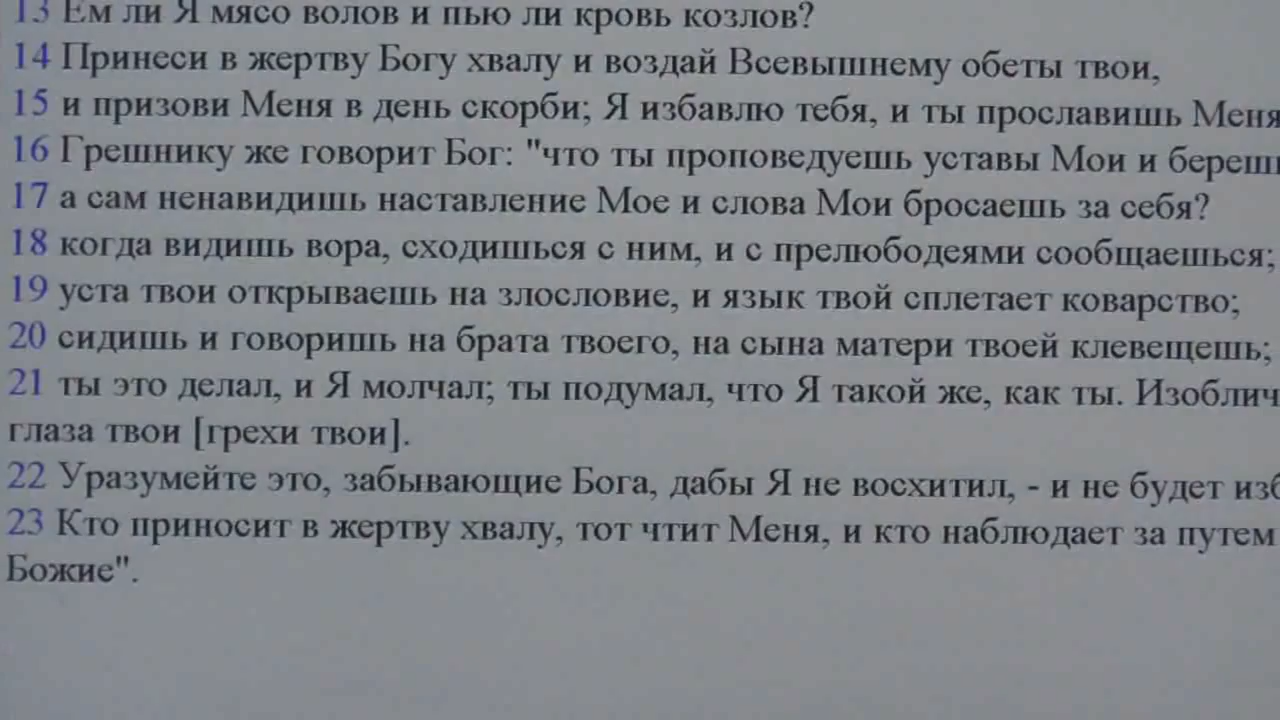 13 Ем ли Я мясо волов и пью ли кровь козлов?
14 Принеси в жертву Богу хвалу и воздай Всевышнему обеты твои,
15 и призови Меня в день скорби; Я избавлю тебя, и ты прославишь Меня
16 Грешнику же говорит Бог: "что ты проповедуешь уставы Мои и береш
17 а сам ненавидишь наставление Мое и слова Мои бросаешь за себя?
18 когда видишь вора, сходишься с ним, и с прелюбодеями сообщаешься;
19 уста твои открываешь на злословие, и язык твой сплетает коварство;
20 сидишь и говоришь на брата твоего, на сына матери твоей клевещешь;
21 ты это делал, и Я молчал; ты подумал, что Я такой же, как ты. Изоблич
глаза твои [грехи твои].
22 Уразумейте это, забывающие Бога, дабы Я не восхитил, - и не будет изб
23 Кто приносит в жертву хвалу, тот чтит Меня, и кто наблюдает за путем
Божие".